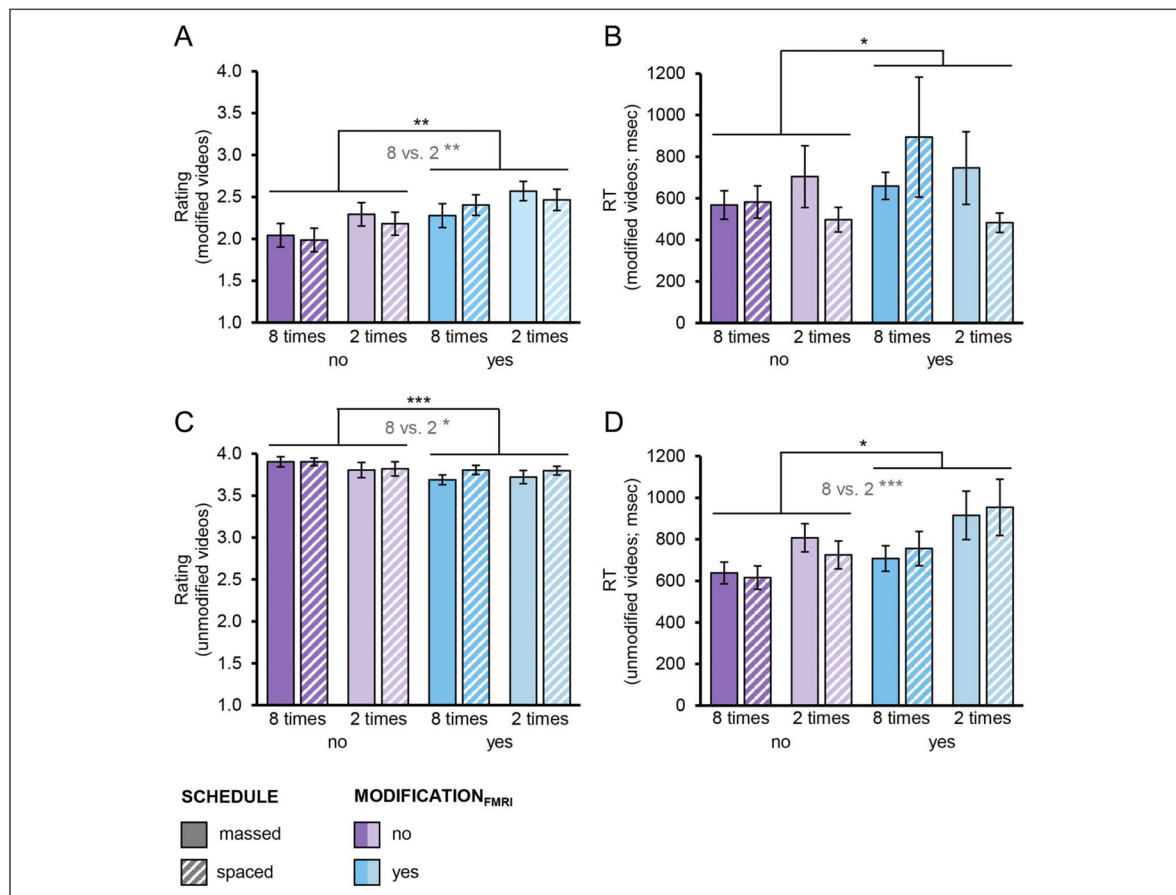 A
Rating
(modified videos)
4.0
3.5
3.0
2.5
2.0
1.5
1.0
**
8 vs. 2 **
8 times 2 times 8 times 2 times
no yes
B
RT
(modified videos; msec)
1200
1000
800
600
400
200
0
*
8 times 2 times 8 times 2 times
no yes
C
Rating
(unmodified videos)
4.0
3.5
3.0
2.5
2.0
1.5
1.0
***
8 vs. 2 *
8 times 2 times 8 times 2 times
no yes
D
RT
(unmodified videos; msec)
1200
1000
800
600
400
200
0
*
8 vs. 2 ***
8 times 2 times 8 times 2 times
no yes
SCHEDULE
massed
spaced
MODIFICATIONFMRI
no
yes